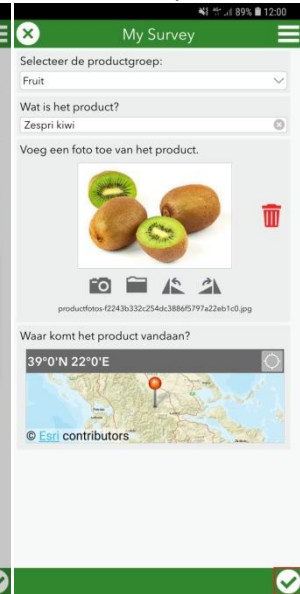 89% 12:00
My Survey
Selecteer de productgroep:
Fruit
Wat is het product?
Zespri kiwi
Voeg een foto toe van het product.
productfotos-f2243b332c254dc3886f5797a22eb1c0.jpg
Waar komt het product vandaan?
39°0'N 22°0'E
© Esri contributors